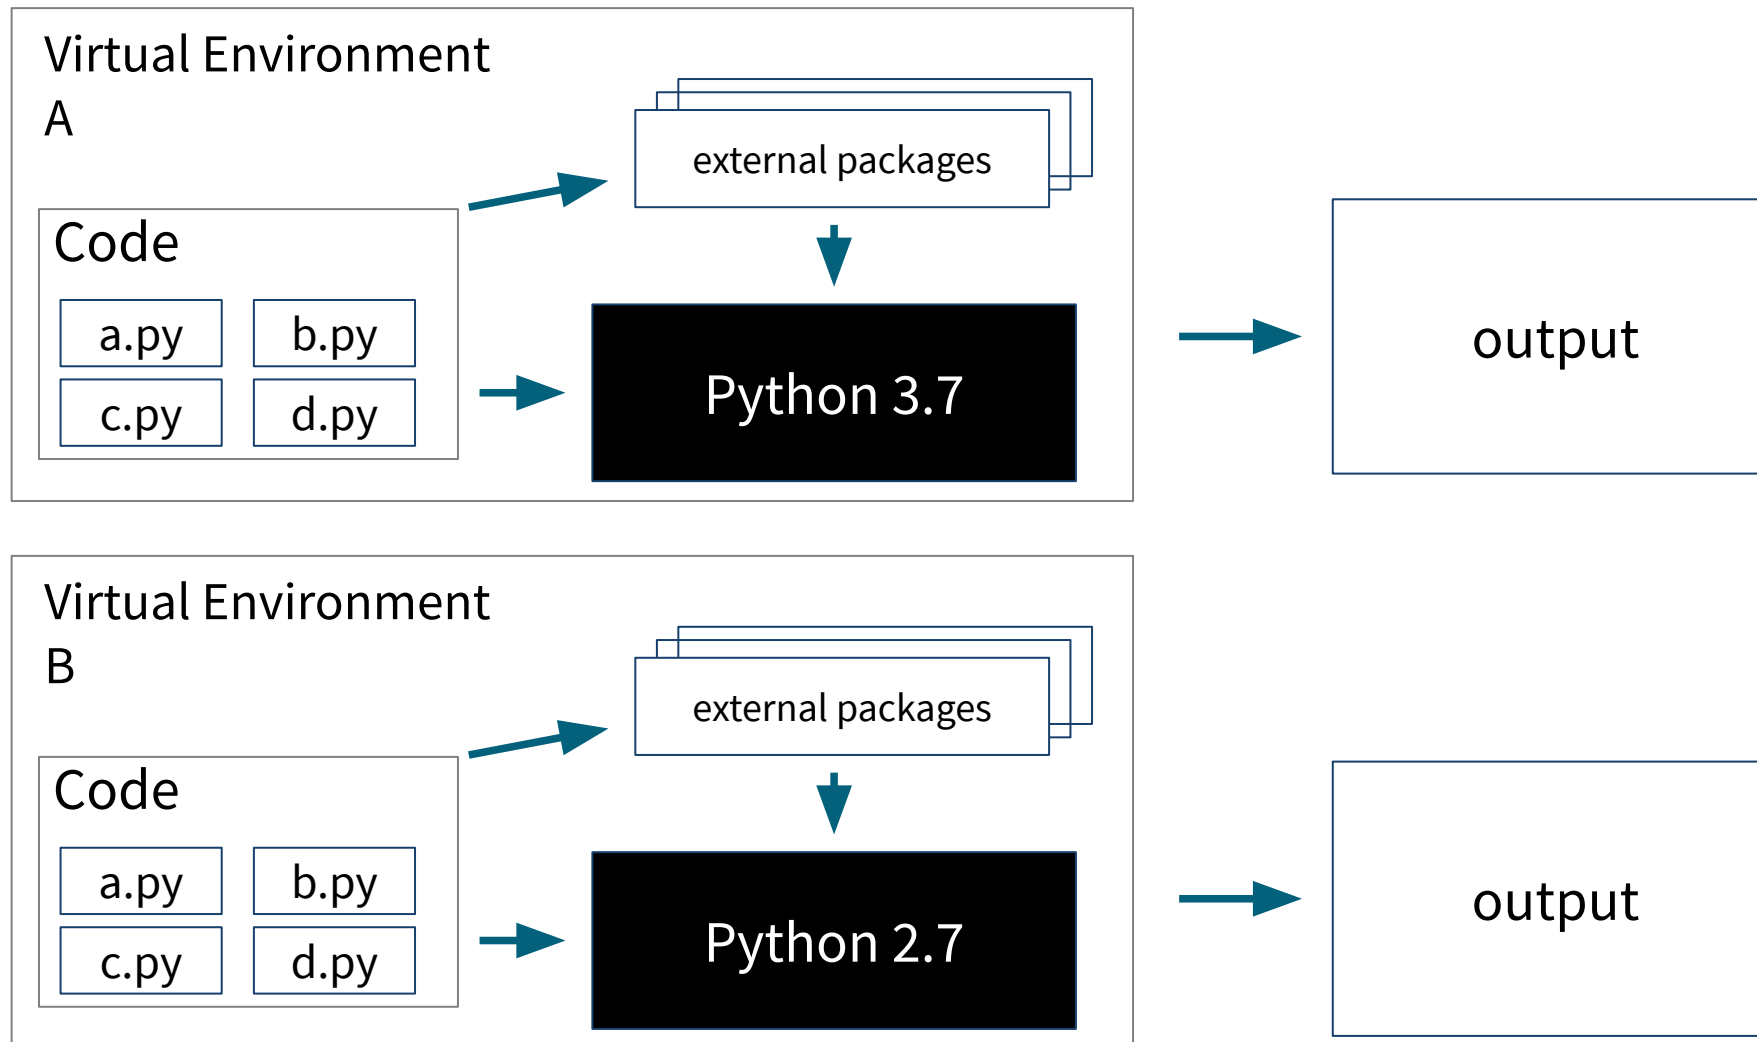 Virtual Environment
A
external packages
Code
a.py
b.py
c.py
d.py
Python 3.7
output
Virtual Environment
B
external packages
Code
a.py
b.py
c.py
d.py
Python 2.7
output